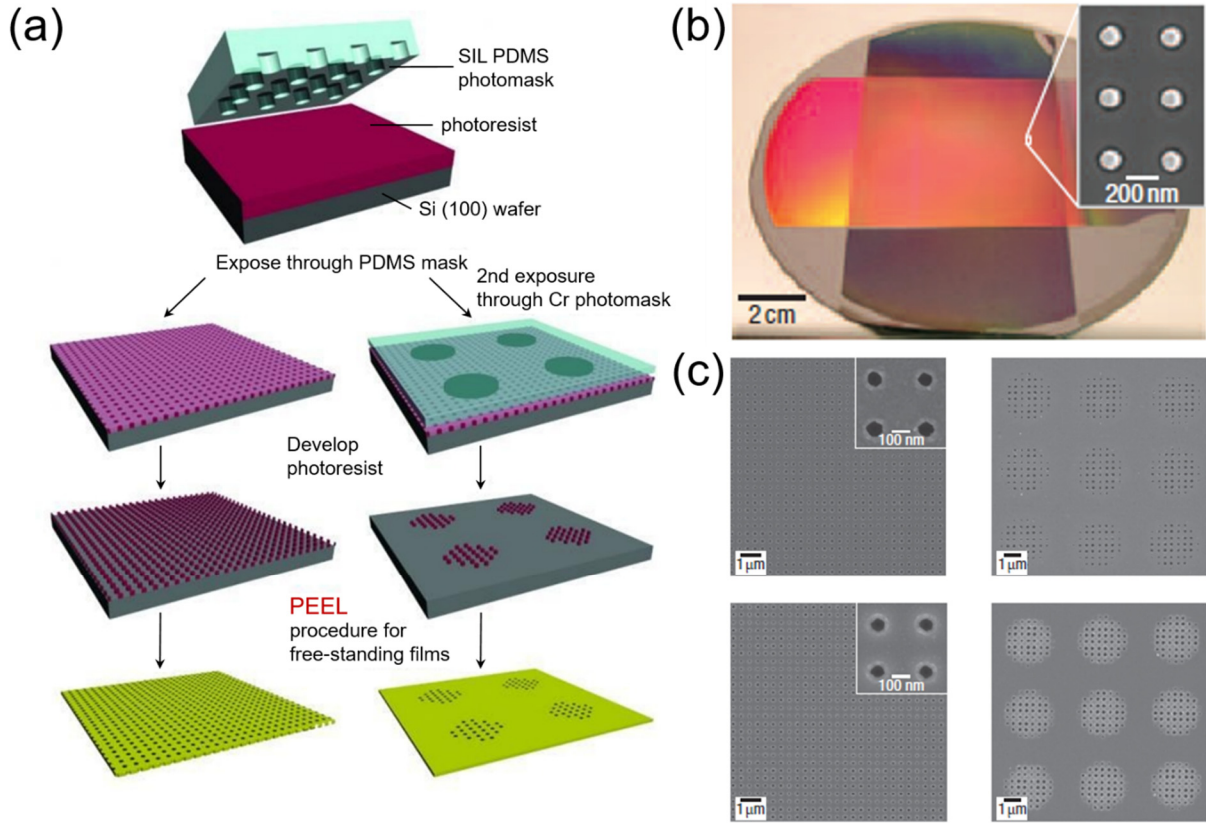 (a)
SIL PDMS
photomask
photoresist
Si (100) wafer
Expose through PDMS mask
2nd exposure
through Cr photomask
Develop
photoresist
PEEL
procedure for
free-standing films
(b)
200 nm
2 cm
(c)
100 nm
1 μm
1 μm
100 nm
1 μm
1 μm